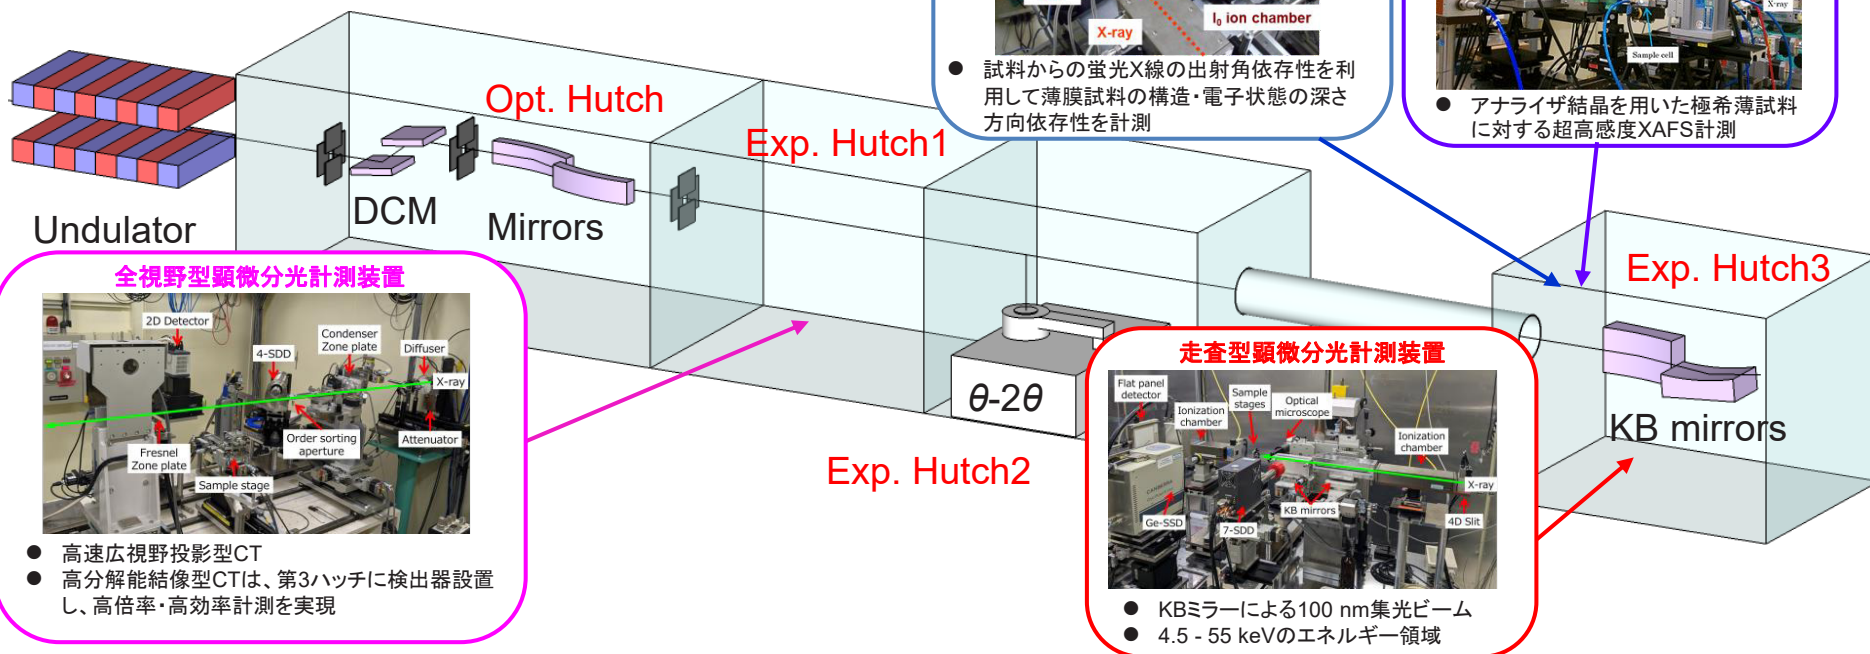 X-ray
I₀ ion chamber
● 試料からの蛍光X線の出射角依存性を利
用して薄膜試料の構造・電子状態の深さ
方向依存性を計測
X-ray
Sample cell
● アナライザ結晶を用いた極希薄試料
に対する超高感度XAFS計測
Opt. Hutch
Exp. Hutch1
Undulator
DCM
Mirrors
Exp. Hutch3
KB mirrors
θ-2θ
Exp. Hutch2
全視野型顕微分光計測装置
2D Detector
4-SDD
Condenser
Zone plate
Diffuser
X-ray
Fresnel
Zone plate
Order sorting
aperture
Attenuator
Sample stage
● 高速広視野投影型CT
● 高分解能結像型CTは、第3ハッチに検出器設置
し、高倍率・高効率計測を実現
走査型顕微分光計測装置
Flat panel
detector
Ionization
chamber
Sample
stages
Optical
microscope
Ionization
chamber
X-ray
CANBERRA
Ge-SSD
7-SDD
KB mirrors
4D Slit
● KBミラーによる100 nm集光ビーム
● 4.5 - 55 keVのエネルギー領域